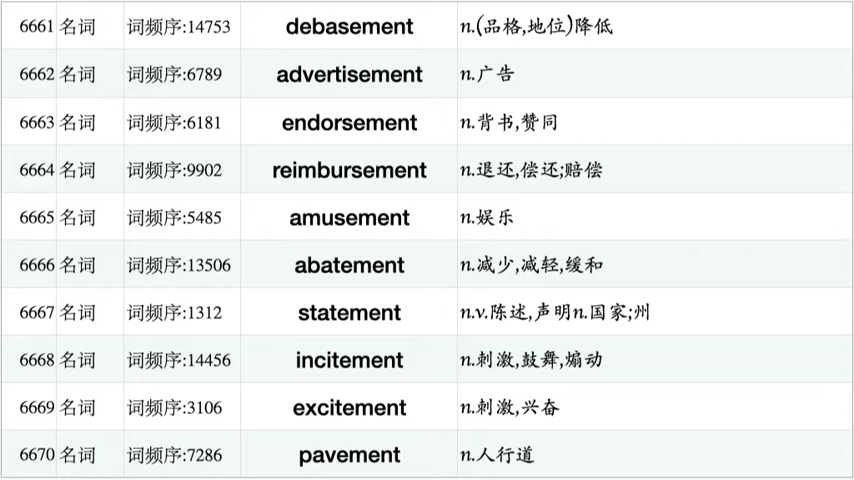 6661 名词 词频序:14753 debasement n.(品格,地位)降低
6662 名词 词频序:6789 advertisement n.广告
6663 名词 词频序:6181 endorsement n.背书,赞同
6664 名词 词频序:9902 reimbursement n.退还,偿还;赔偿
6665 名词 词频序:5485 amusement n.娱乐
6666 名词 词频序:13506 abatement n.减少,减轻,缓和
6667 名词 词频序:1312 statement n.v.陈述,声明n.国家;州
6668 名词 词频序:14456 incitement n.刺激,鼓舞,煽动
6669 名词 词频序:3106 excitement n.刺激,兴奋
6670 名词 词频序:7286 pavement n.人行道